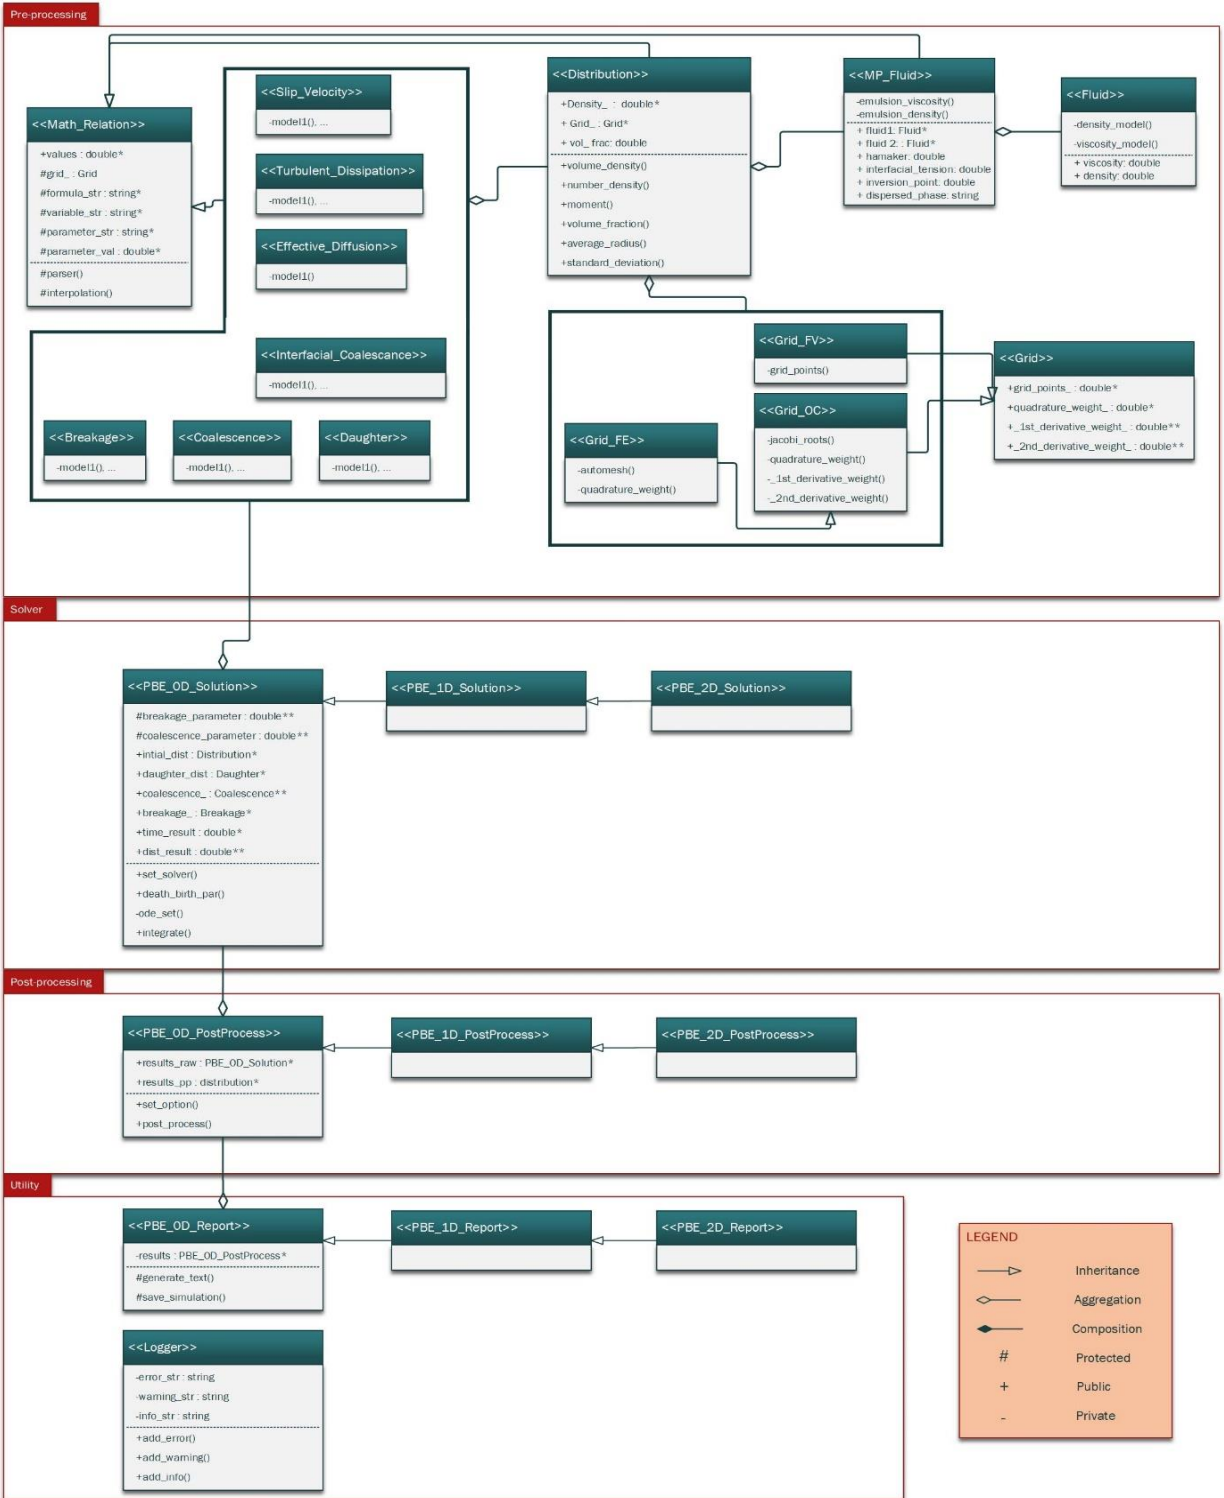 Pre-processing
<<Math_Relation>>
+values : double*
#grid_ : Grid
#formula_str : string*
#variable_str : string*
#parameter_str : string*
#parameter_val : double*
#parser()
#interpolation()
<<Slip_Velocity>>
-model1(), ...
<<Turbulent_Dissipation>>
-model1(), ...
<<Effective_Diffusion>>
-model1()
<<Interfacial_Coalescance>>
-model1(), ...
<<Breakage>>
-model1(), ...
<<Coalescence>>
-model1(), ...
<<Daughter>>
-model1(), ...
<<Distribution>>
+Density_ : double*
+ Grid_ : Grid*
+ vol_ frac: double
+volume_density()
+number_density()
+moment()
+volume_fraction()
+average_radius()
+standard_deviation()
<<MP_Fluid>>
-emulsion_viscosity()
-emulsion_density()
+ fluid1: Fluid*
+ fluid 2: : Fluid*
+ hamaker: double
+ interfacial_tension: double
+ inversion_point: double
+ dispersed_phase: string
<<Fluid>>
-density_model()
-viscosity_model()
+ viscosity: double
+ density: double
<<Grid_FV>>
-grid_points()
<<Grid_OC>>
-jacobi_roots()
-quadrature_weight()
-_1st_derivative_weight()
-_2nd_derivative_weight()
<<Grid_FE>>
-automesh()
-quadrature_weight()
<<Grid>>
+grid_points_ : double*
+quadrature_weight_ : double*
+_1st_derivative_weight_ : double**
+_2nd_derivative_weight_ : double**
Solver
<<PBE_0D_Solution>>
#breakage_parameter : double**
#coalescence_parameter : double**
+intial_dist : Distribution*
+daughter_dist : Daughter*
+coalescence_ : Coalescence**
+breakage_ : Breakage*
+time_result : double*
+dist_result : double**
+set_solver()
+death_birth_par()
-ode_set()
+integrate()
<<PBE_1D_Solution>>
<<PBE_2D_Solution>>
Post-processing
<<PBE_0D_PostProcess>>
+results_raw : PBE_0D_Solution*
+results_pp : distribution*
+set_option()
+post_process()
<<PBE_1D_PostProcess>>
<<PBE_2D_PostProcess>>
Utility
<<PBE_0D_Report>>
-results : PBE_0D_PostProcess*
#generate_text()
#save_simulation()
<<PBE_1D_Report>>
<<PBE_2D_Report>>
<<Logger>>
-error_str : string
-warning_str : string
-info_str : string
+add_error()
+add_warning()
+add_info()
LEGEND
Inheritance
Aggregation
Composition
# Protected
+ Public
- Private